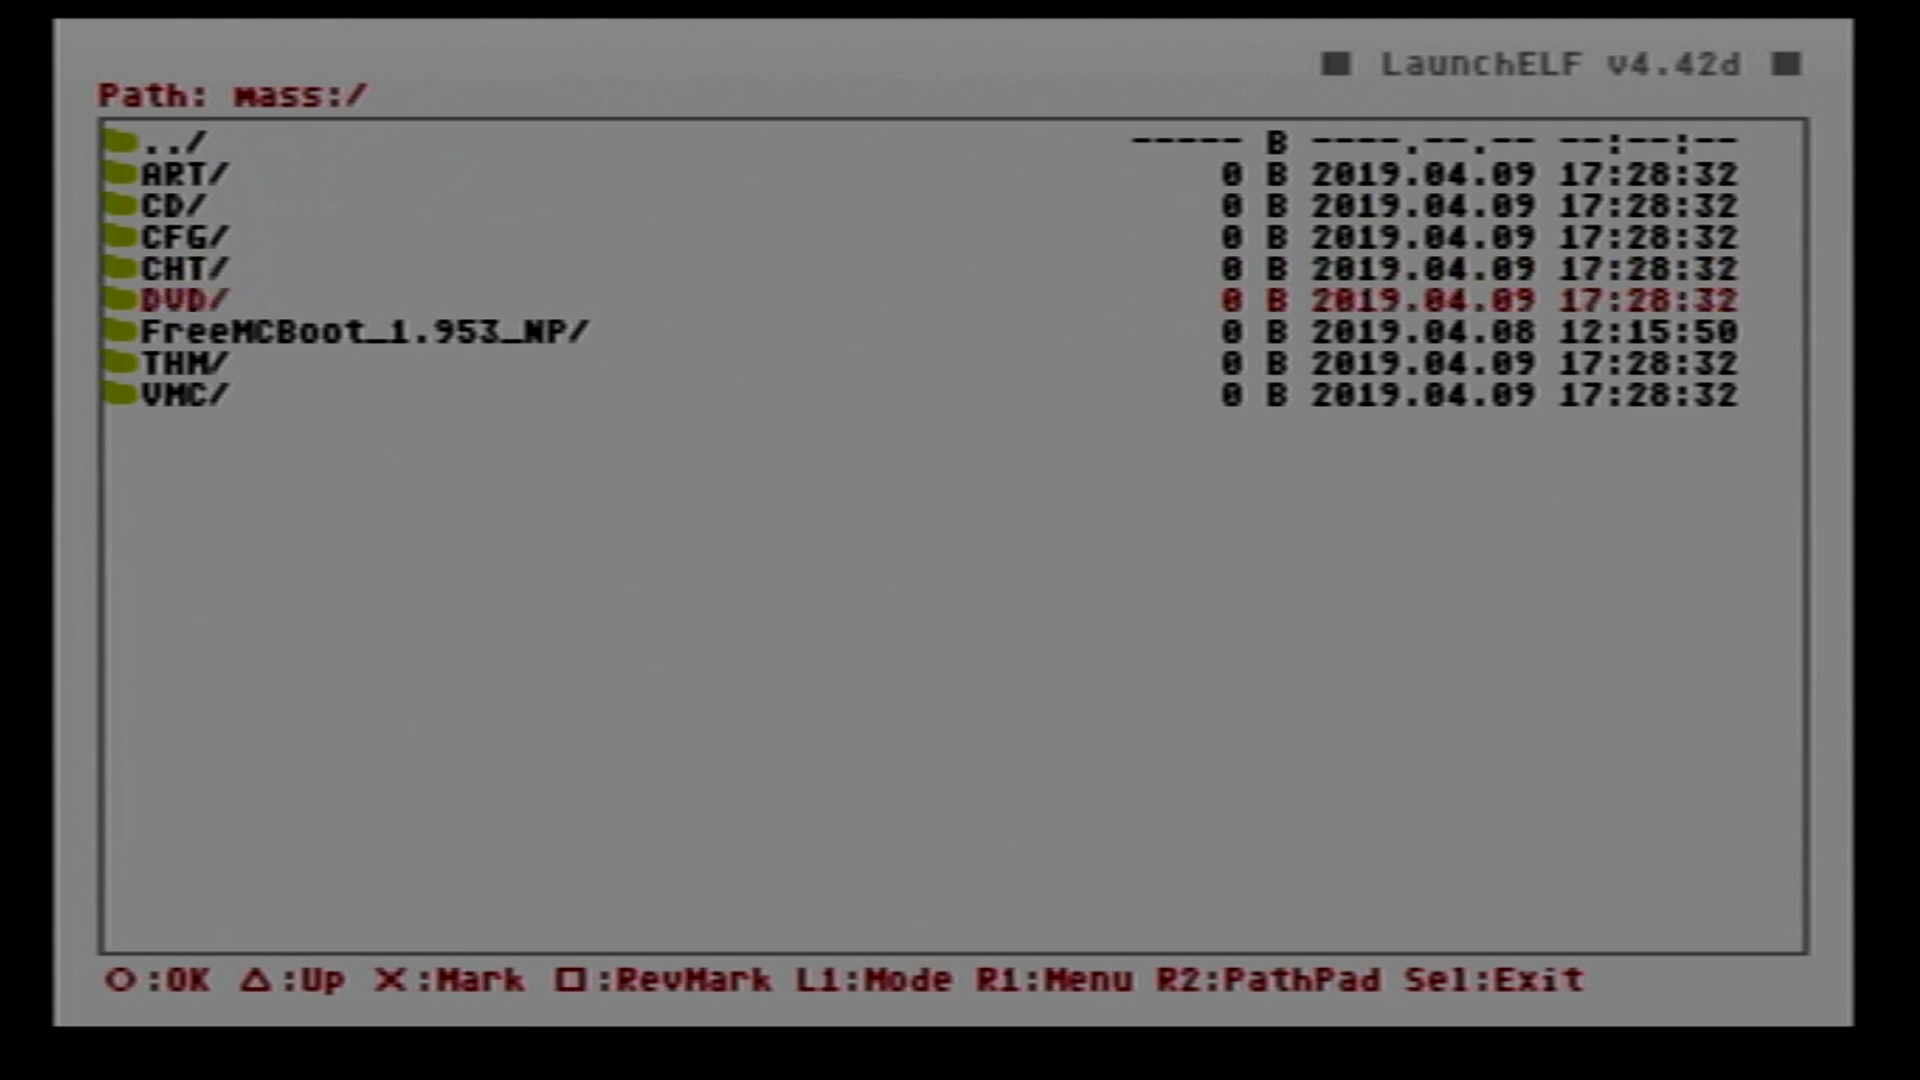 ■ LaunchELF v4.42d ■
Path: mass:/
../ ----- B ----.--.-- --:--:--
ART/ 0 B 2019.04.09 17:28:32
CD/ 0 B 2019.04.09 17:28:32
CFG/ 0 B 2019.04.09 17:28:32
CHT/ 0 B 2019.04.09 17:28:32
DVD/ 0 B 2019.04.09 17:28:32
FreeMCBoot_1.953_NP/ 0 B 2019.04.08 12:15:50
THM/ 0 B 2019.04.09 17:28:32
VMC/ 0 B 2019.04.09 17:28:32
○:OK △:Up ✕:Mark □:RevMark L1:Mode R1:Menu R2:PathPad Sel:Exit